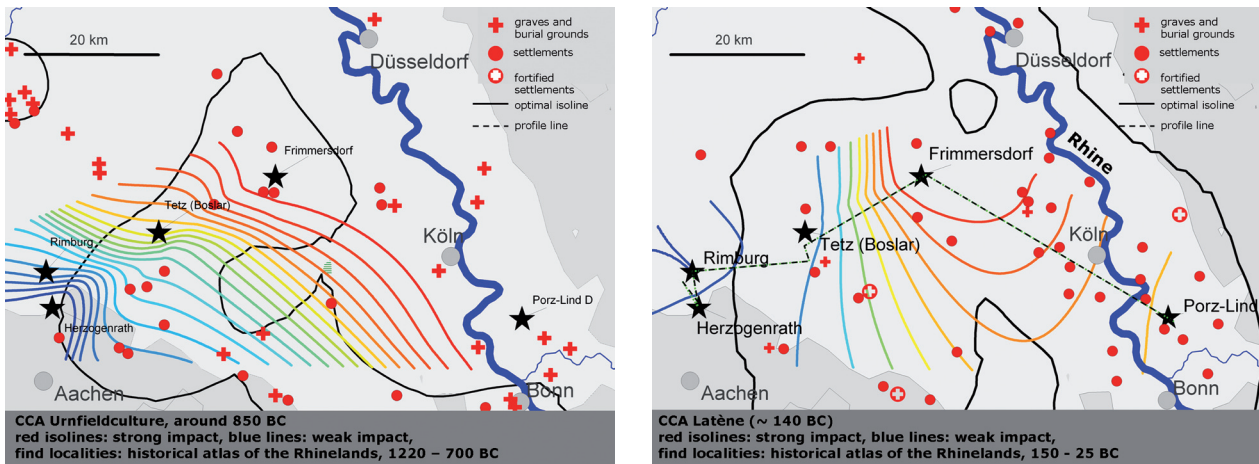 20 km
Düsseldorf
graves and
burial grounds
settlements
fortified
settlements
optimal isoline
profile line
Frimmersdorf
Tetz (Boslar)
Rimburg
Köln
Herzogenrath
Porz-Lind D
Aachen
Bonn
CCA Urnfieldculture, around 850 BC
red isolines: strong impact, blue lines: weak impact,
find localities: historical atlas of the Rhinelands, 1220 – 700 BC
20 km
Düsseldorf
graves and
burial grounds
settlements
fortified
settlements
optimal isoline
profile line
Rhine
Frimmersdorf
Tetz (Boslar)
Köln
Rimburg
Herzogenrath
Porz-Lind
Aachen
Bonn
CCA Latène (~ 140 BC)
red isolines: strong impact, blue lines: weak impact,
find localities: historical atlas of the Rhinelands, 150 - 25 BC